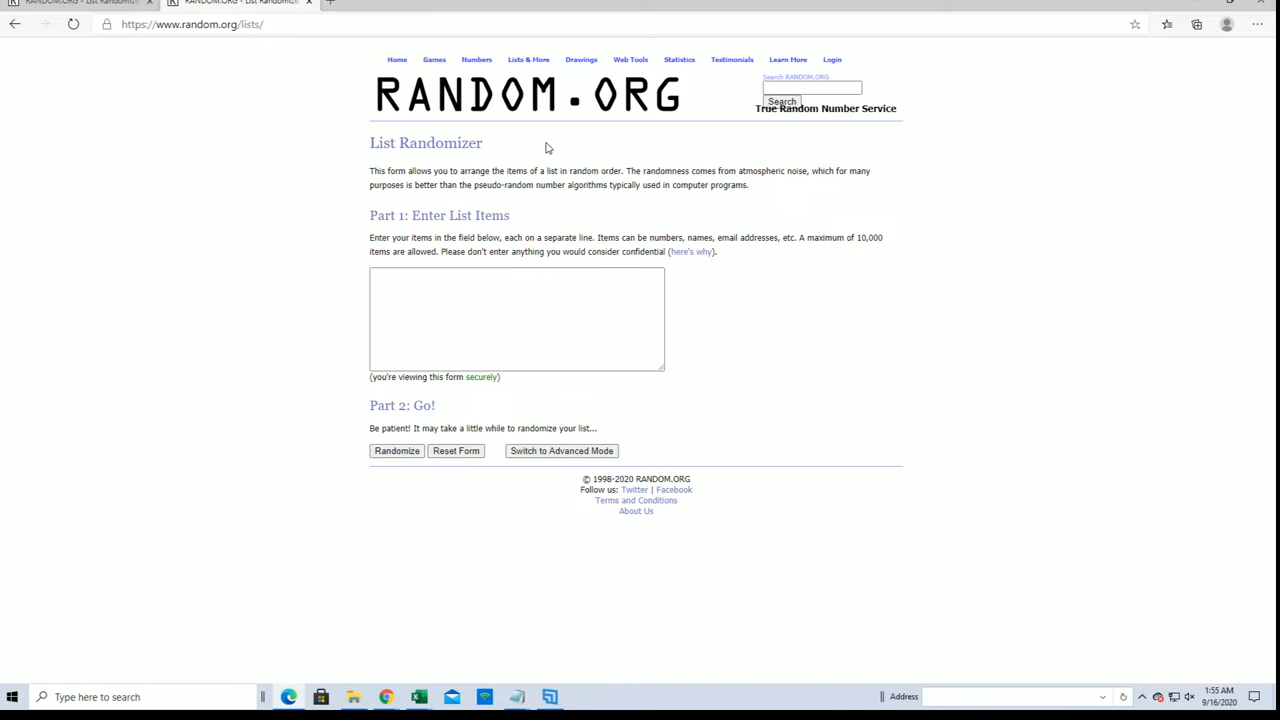 RANDOM.ORG - List Randomize
RANDOM.ORG - List Randomize
https://www.random.org/lists/
Home Games Numbers Lists & More Drawings Web Tools Statistics Testimonials Learn More Login
RANDOM.ORG
Search RANDOM.ORG
Search
True Random Number Service
List Randomizer
This form allows you to arrange the items of a list in random order. The randomness comes from atmospheric noise, which for many
purposes is better than the pseudo-random number algorithms typically used in computer programs.
Part 1: Enter List Items
Enter your items in the field below, each on a separate line. Items can be numbers, names, email addresses, etc. A maximum of 10,000
items are allowed. Please don't enter anything you would consider confidential (here's why).
(you're viewing this form securely)
Part 2: Go!
Be patient! It may take a little while to randomize your list...
Randomize Reset Form Switch to Advanced Mode
© 1998-2020 RANDOM.ORG
Follow us: Twitter | Facebook
Terms and Conditions
About Us
Type here to search
Address
1:55 AM
9/16/2020